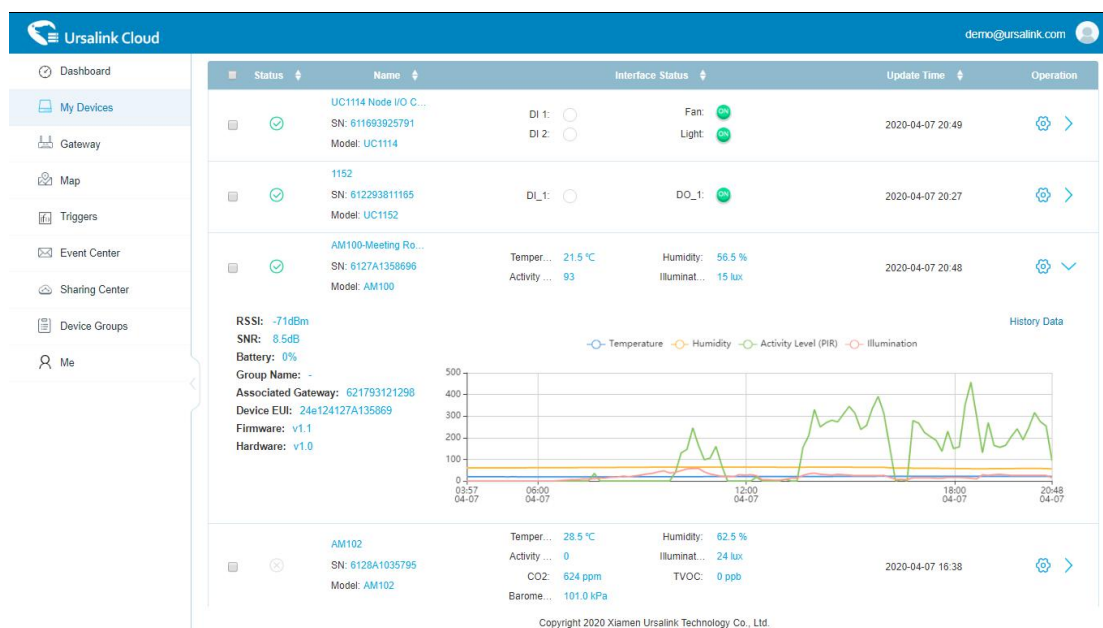 Ursalink Cloud
demo@ursalink.com
Dashboard
My Devices
Gateway
Map
Triggers
Event Center
Sharing Center
Device Groups
Me
Status Name Interface Status Update Time Operation
UC1114 Node I/O C...
SN: 611693925791
Model: UC1114
DI 1: Fan: ON
DI 2: Light: ON
2020-04-07 20:49
1152
SN: 612293811165
Model: UC1152
DI_1: DO_1: ON
2020-04-07 20:27
AM100-Meeting Ro...
SN: 6127A1358696
Model: AM100
Temper... 21.5 ℃ Humidity: 56.5 %
Activity ... 93 Illuminat... 15 lux
2020-04-07 20:48
RSSI: -71dBm
SNR: 8.5dB
Battery: 0%
Group Name: -
Associated Gateway: 621793121298
Device EUI: 24e124127A135869
Firmware: v1.1
Hardware: v1.0
History Data
Temperature Humidity Activity Level (PIR) Illumination
500
400
300
200
100
0
03:57 06:00 12:00 18:00 20:48
04-07 04-07 04-07 04-07 04-07
AM102
SN: 6128A1035795
Model: AM102
Temper... 28.5 ℃ Humidity: 62.5 %
Activity ... 0 Illuminat... 24 lux
CO2: 624 ppm TVOC: 0 ppb
Barome... 101.0 kPa
2020-04-07 16:38
Copyright 2020 Xiamen Ursalink Technology Co., Ltd.